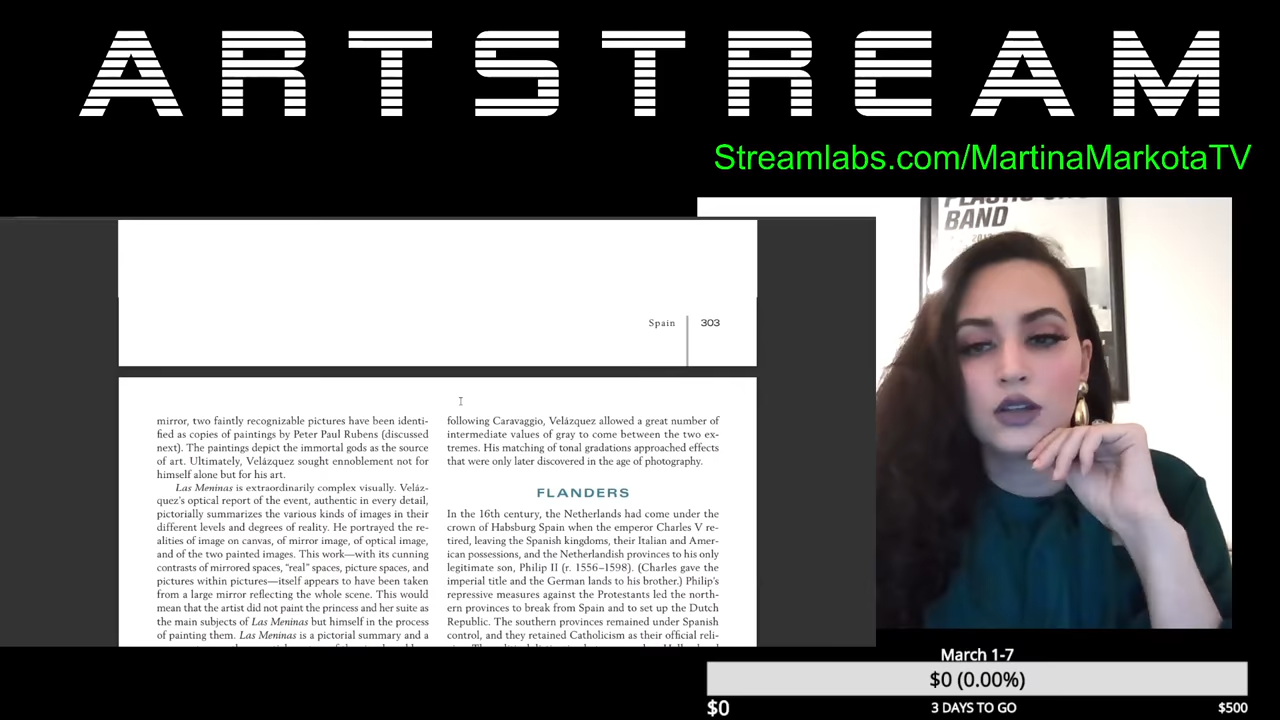 ARTSTREAM
Streamlabs.com/MartinaMarkotaTV
BAND
Spain 303
mirror, two faintly recognizable pictures have been identi-
fied as copies of paintings by Peter Paul Rubens (discussed
next). The paintings depict the immortal gods as the source
of art. Ultimately, Velázquez sought ennoblement not for
himself alone but for his art.
Las Meninas is extraordinarily complex visually. Veláz-
quez's optical report of the event, authentic in every detail,
pictorially summarizes the various kinds of images in their
different levels and degrees of reality. He portrayed the re-
alities of image on canvas, of mirror image, of optical image,
and of the two painted images. This work—with its cunning
contrasts of mirrored spaces, "real" spaces, picture spaces, and
pictures within pictures—itself appears to have been taken
from a large mirror reflecting the whole scene. This would
mean that the artist did not paint the princess and her suite as
the main subjects of Las Meninas but himself in the process
of painting them. Las Meninas is a pictorial summary and a
following Caravaggio, Velázquez allowed a great number of
intermediate values of gray to come between the two ex-
tremes. His matching of tonal gradations approached effects
that were only later discovered in the age of photography.
FLANDERS
In the 16th century, the Netherlands had come under the
crown of Habsburg Spain when the emperor Charles V re-
tired, leaving the Spanish kingdoms, their Italian and Amer-
ican possessions, and the Netherlandish provinces to his only
legitimate son, Philip II (r. 1556–1598). (Charles gave the
imperial title and the German lands to his brother.) Philip's
repressive measures against the Protestants led the north-
ern provinces to break from Spain and to set up the Dutch
Republic. The southern provinces remained under Spanish
control, and they retained Catholicism as their official reli-
March 1-7
$0 (0.00%)
$0 3 DAYS TO GO $500